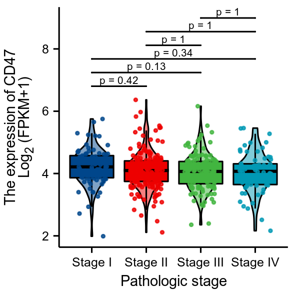 p = 1
p = 1
p = 1
p = 0.34
p = 0.13
p = 0.42
The expression of CD47
Log2 (FPKM+1)
8
6
4
2
Stage I Stage II Stage III Stage IV
Pathologic stage